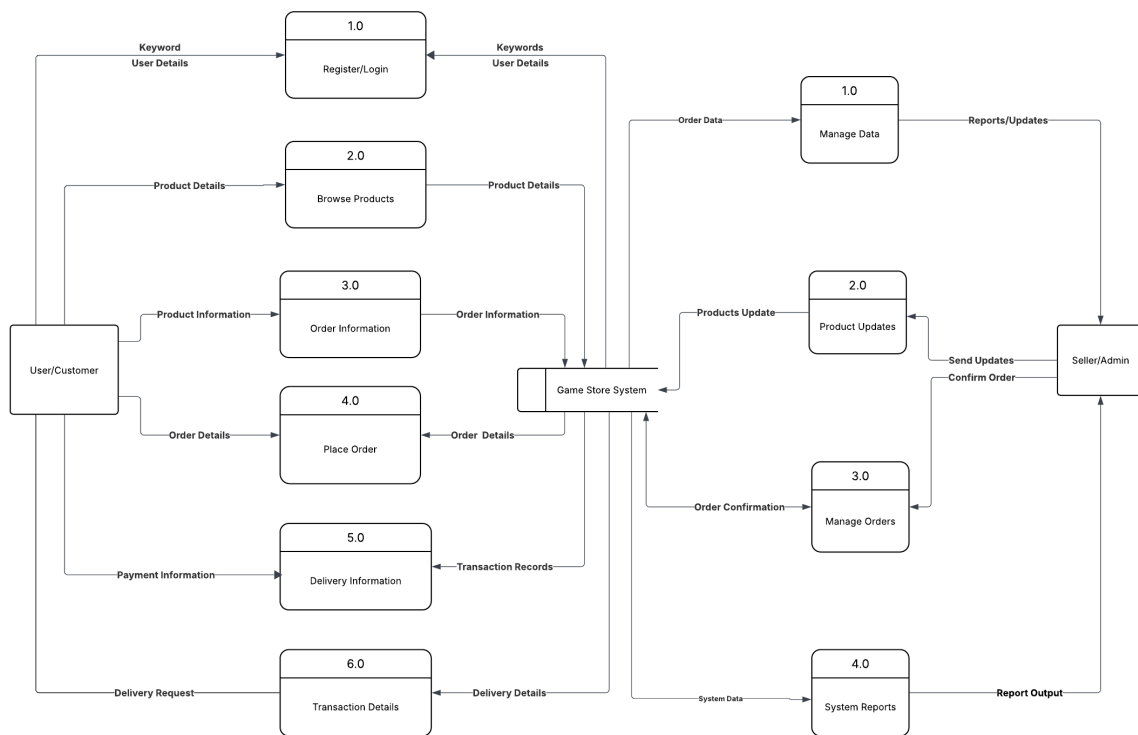 1.0
Register/Login
Keyword
User Details
Keywords
User Details
1.0
Manage Data
Order Data
Reports/Updates
2.0
Browse Products
Product Details
Product Details
3.0
Order Information
Product Information
Order Information
2.0
Product Updates
Products Update
Send Updates
Confirm Order
User/Customer
Game Store System
Seller/Admin
4.0
Place Order
Order Details
Order Details
3.0
Manage Orders
Order Confirmation
5.0
Delivery Information
Payment Information
Transaction Records
6.0
Transaction Details
Delivery Request
Delivery Details
4.0
System Reports
System Data
Report Output